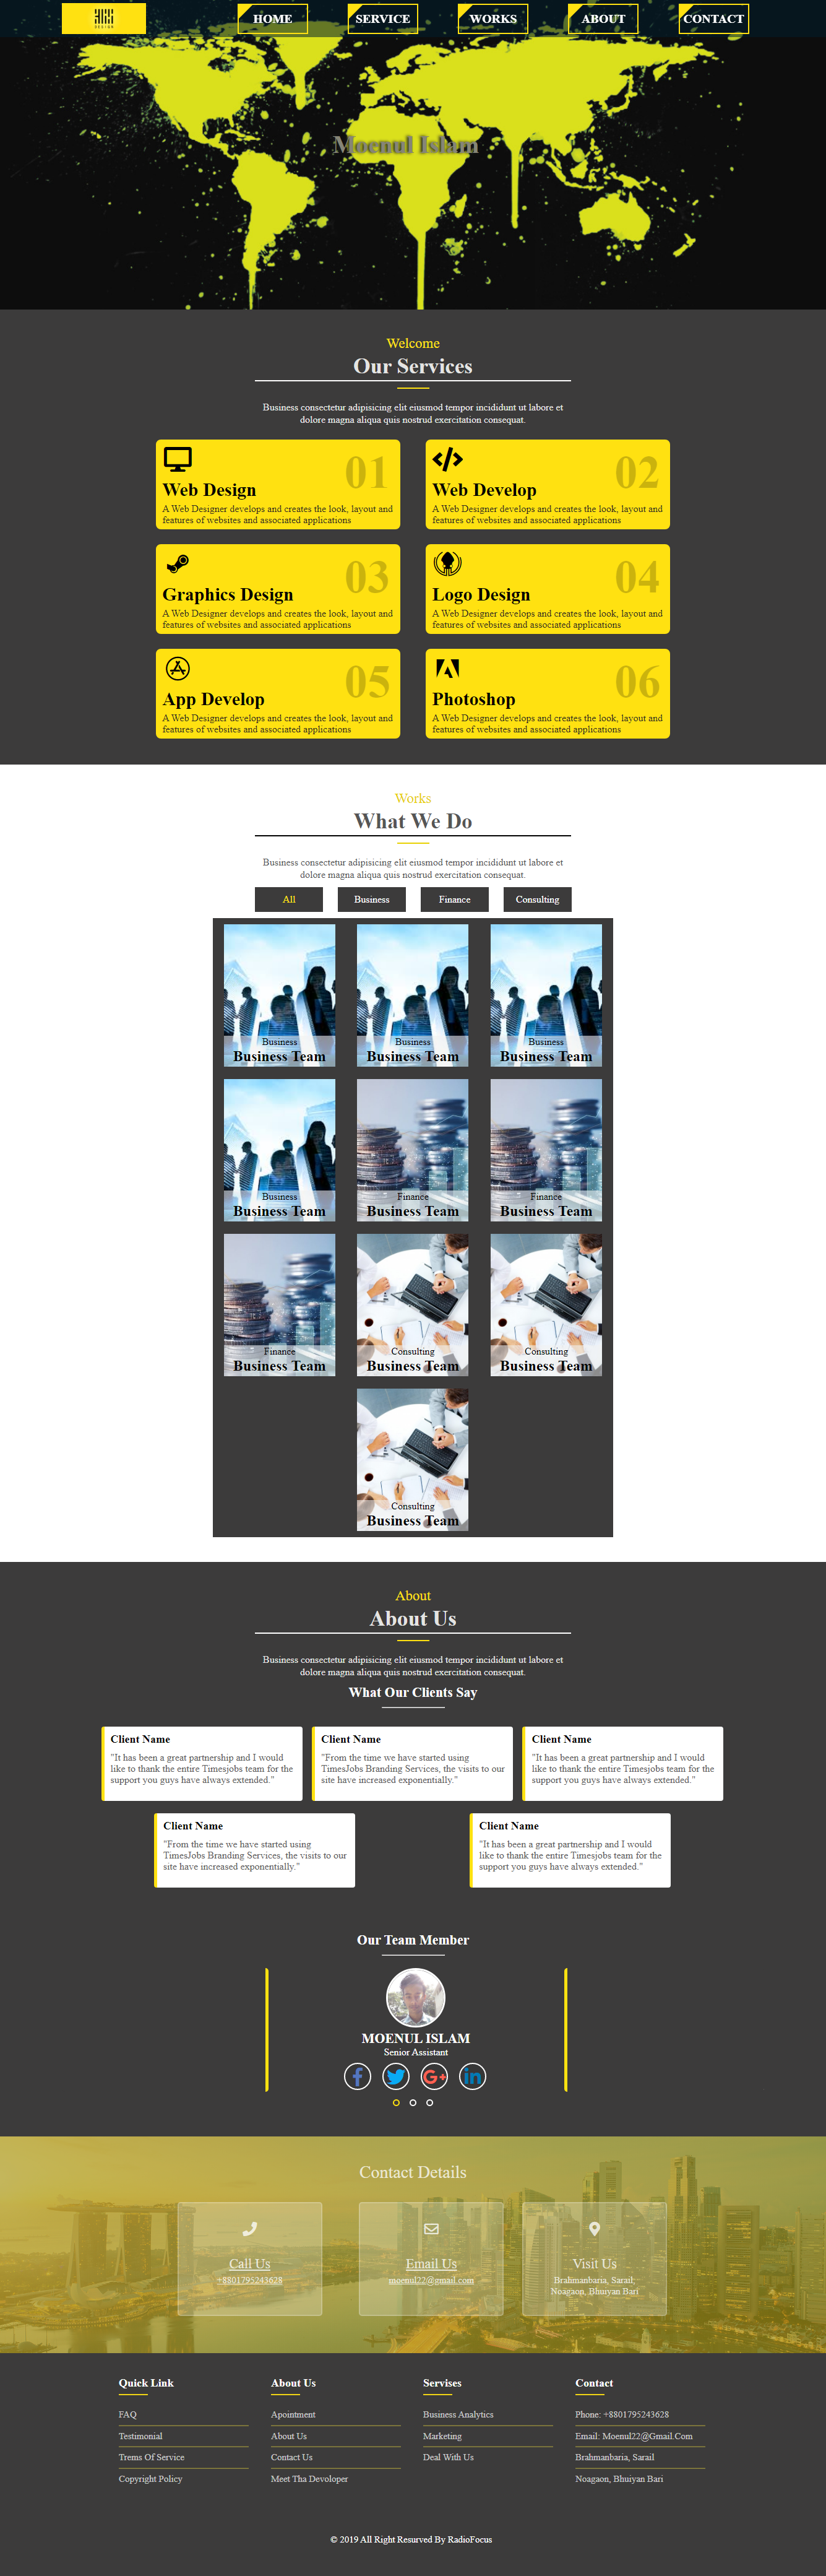 DESIGN
HOME
SERVICE
WORKS
ABOUT
CONTACT
Moenul Islam
Welcome
Our Services
Business consectetur adipisicing elit eiusmod tempor incididunt ut labore et
dolore magna aliqua quis nostrud exercitation consequat.
01
Web Design
A Web Designer develops and creates the look, layout and
features of websites and associated applications
02
Web Develop
A Web Designer develops and creates the look, layout and
features of websites and associated applications
03
Graphics Design
A Web Designer develops and creates the look, layout and
features of websites and associated applications
04
Logo Design
A Web Designer develops and creates the look, layout and
features of websites and associated applications
05
App Develop
A Web Designer develops and creates the look, layout and
features of websites and associated applications
06
Photoshop
A Web Designer develops and creates the look, layout and
features of websites and associated applications
Works
What We Do
Business consectetur adipisicing elit eiusmod tempor incididunt ut labore et
dolore magna aliqua quis nostrud exercitation consequat.
All
Business
Finance
Consulting
Business
Business Team
Business
Business Team
Business
Business Team
Business
Business Team
Finance
Business Team
Finance
Business Team
Finance
Business Team
Consulting
Business Team
Consulting
Business Team
Consulting
Business Team
About
About Us
Business consectetur adipisicing elit eiusmod tempor incididunt ut labore et
dolore magna aliqua quis nostrud exercitation consequat.
What Our Clients Say
Client Name
"It has been a great partnership and I would
like to thank the entire Timesjobs team for the
support you guys have always extended."
Client Name
"From the time we have started using
TimesJobs Branding Services, the visits to our
site have increased exponentially."
Client Name
"It has been a great partnership and I would
like to thank the entire Timesjobs team for the
support you guys have always extended."
Client Name
"From the time we have started using
TimesJobs Branding Services, the visits to our
site have increased exponentially."
Client Name
"It has been a great partnership and I would
like to thank the entire Timesjobs team for the
support you guys have always extended."
Our Team Member
MOENUL ISLAM
Senior Assistant
Contact Details
Call Us
+8801795243628
Email Us
moenul22@gmail.com
Visit Us
Brahmanbaria, Sarail,
Noagaon, Bhuiyan Bari
Quick Link
FAQ
Testimonial
Trems Of Service
Copyright Policy
About Us
Apointment
About Us
Contact Us
Meet Tha Devoloper
Servises
Business Analytics
Marketing
Deal With Us
Contact
Phone: +8801795243628
Email: Moenul22@Gmail.Com
Brahmanbaria, Sarail
Noagaon, Bhuiyan Bari
© 2019 All Right Resurved By RadioFocus